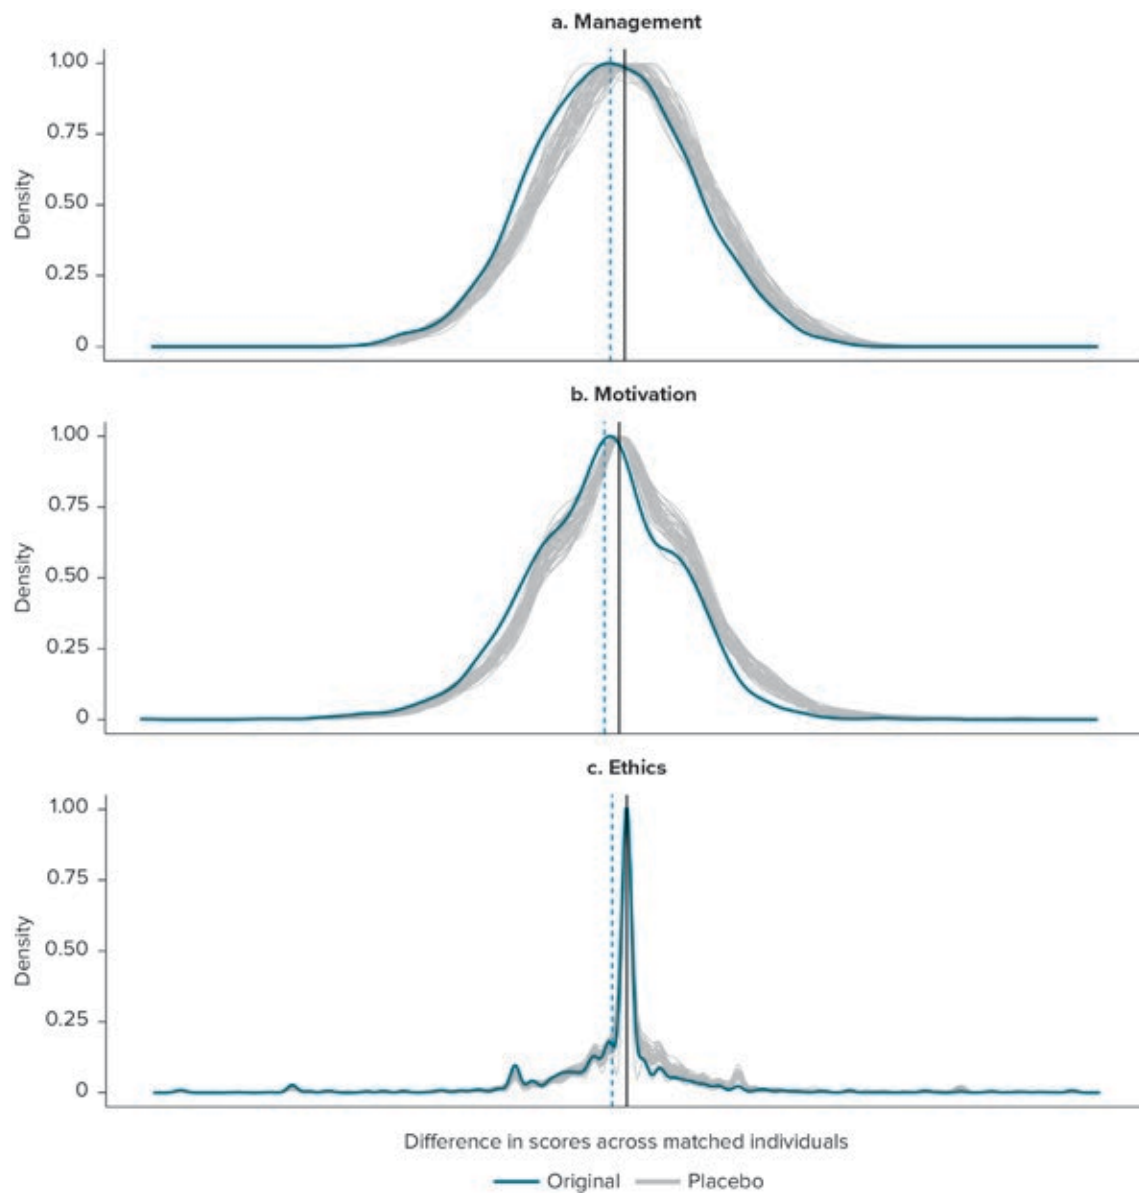 a. Management
1.00
0.75
0.50
0.25
0
Density
b. Motivation
1.00
0.75
0.50
0.25
0
Density
c. Ethics
1.00
0.75
0.50
0.25
0
Density
Difference in scores across matched individuals
Original Placebo